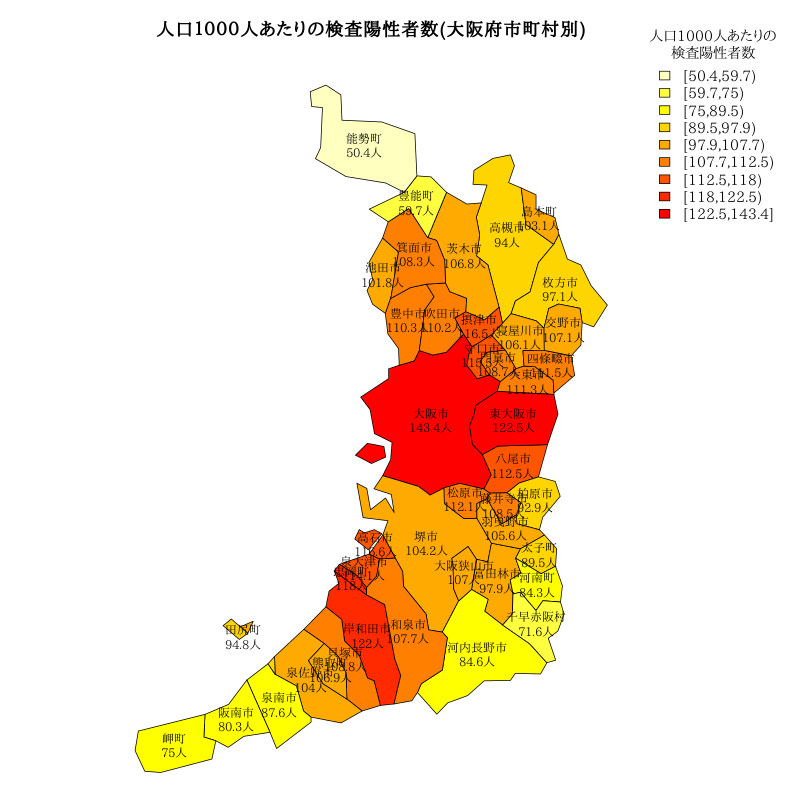 人口1000人あたりの検査陽性者数(大阪府市町村別)
人口1000人あたりの
検査陽性者数
[50.4,59.7)
[59.7,75)
[75,89.5)
[89.5,97.9)
[97.9,107.7)
[107.7,112.5)
[112.5,118)
[118,122.5)
[122.5,143.4]
能勢町
50.4人
豊能町
59.7人
島本町
103.1人
高槻市
94人
箕面市
108.3人
茨木市
106.8人
池田市
101.8人
枚方市
97.1人
豊中市
110.3人
吹田市
110.2人
摂津市
116.5人
交野市
107.1人
寝屋川市
106.1人
守口市
門真市
108.7人
四條畷市
111.5人
大東市
111.3人
大阪市
143.4人
東大阪市
122.5人
八尾市
112.5人
松原市
112.1人
柏原市
92.9人
藤井寺市
108.5人
羽曳野市
105.6人
堺市
104.2人
高石市
太子町
89.5人
泉大津市
大阪狭山市
107人
富田林市
97.9人
河南町
84.3人
118人
千早赤阪村
71.6人
田尻町
94.8人
岸和田市
122人
和泉市
107.7人
河内長野市
84.6人
貝塚市
108.8人
熊取町
106.9人
泉佐野市
104人
泉南市
87.6人
阪南市
80.3人
岬町
75人